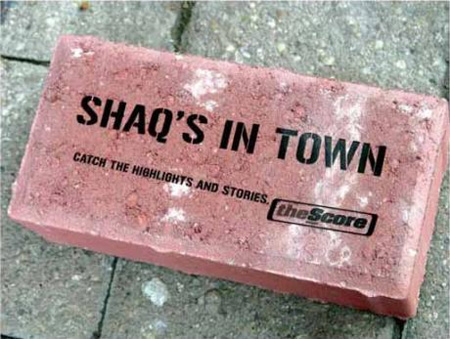 SHAQ'S IN TOWN
CATCH THE HIGHLIGHTS AND STORIES.
theScore